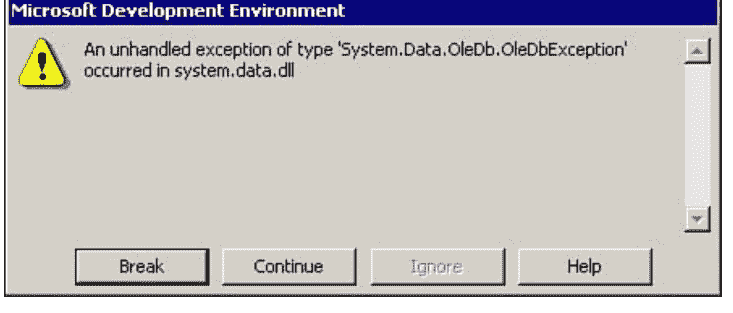 Microsoft Development Environment
An unhandled exception of type 'System.Data.OleDb.OleDbException'
occurred in system.data.dll
Break
Continue
Ignore
Help